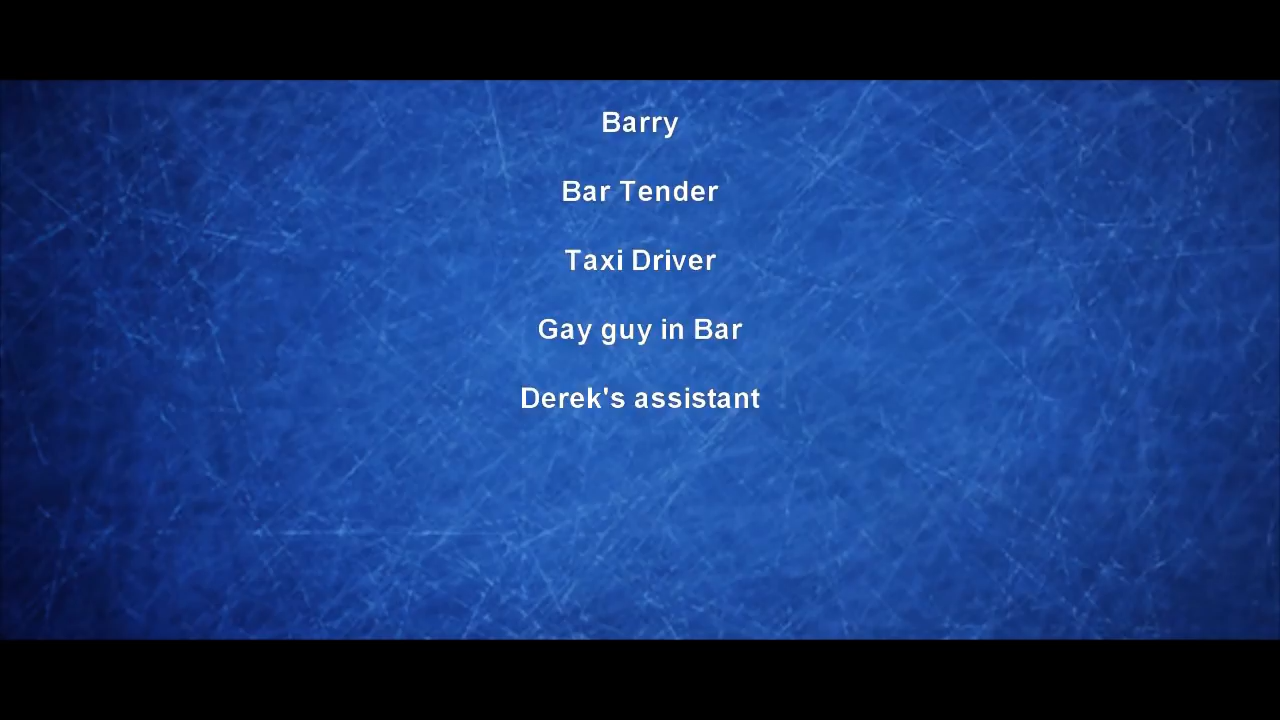 Barry
Bar Tender
Taxi Driver
Gay guy in Bar
Derek's assistant